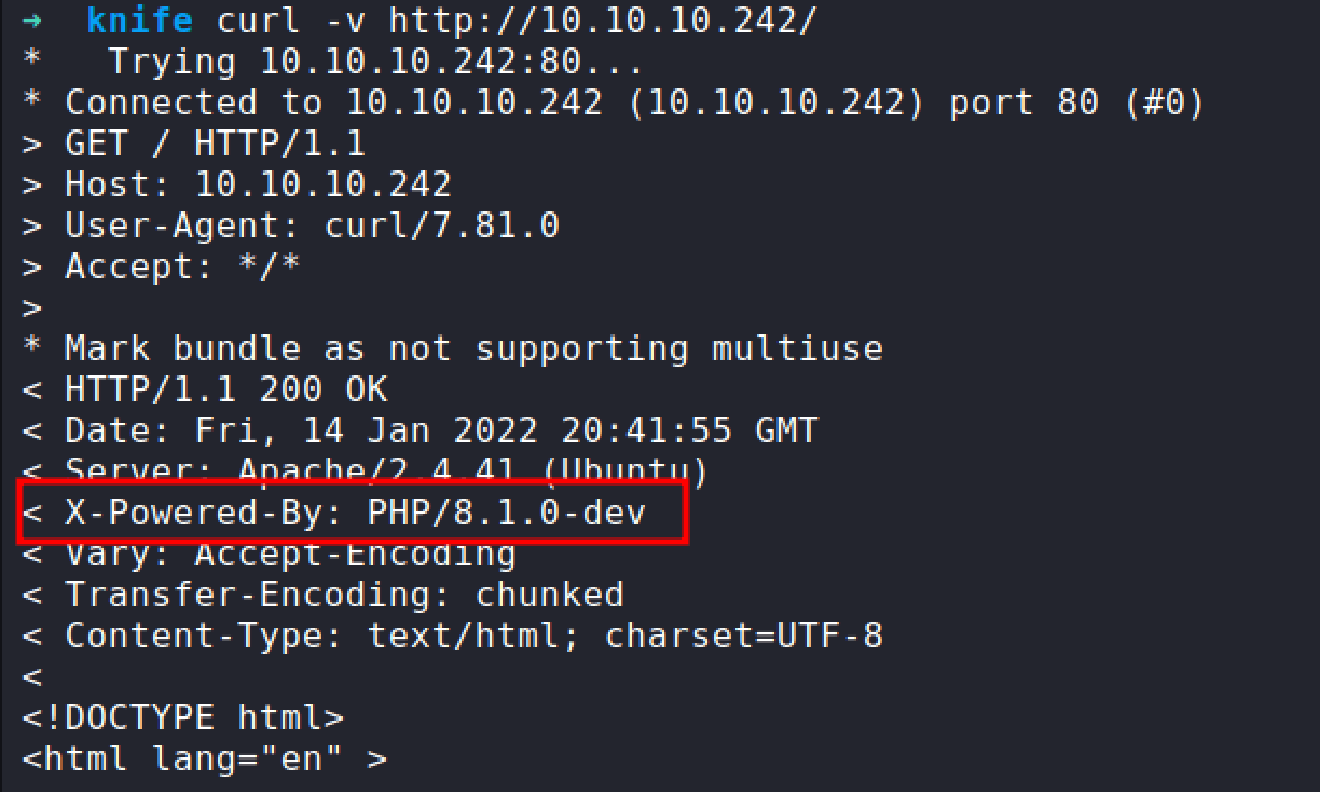 → knife curl -v http://10.10.10.242/
*   Trying 10.10.10.242:80...
* Connected to 10.10.10.242 (10.10.10.242) port 80 (#0)
> GET / HTTP/1.1
> Host: 10.10.10.242
> User-Agent: curl/7.81.0
> Accept: */*
>
* Mark bundle as not supporting multiuse
< HTTP/1.1 200 OK
< Date: Fri, 14 Jan 2022 20:41:55 GMT
< Server: Apache/2.4.41 (Ubuntu)
< X-Powered-By: PHP/8.1.0-dev
< Vary: Accept-Encoding
< Transfer-Encoding: chunked
< Content-Type: text/html; charset=UTF-8
<
<!DOCTYPE html>
<html lang="en" >